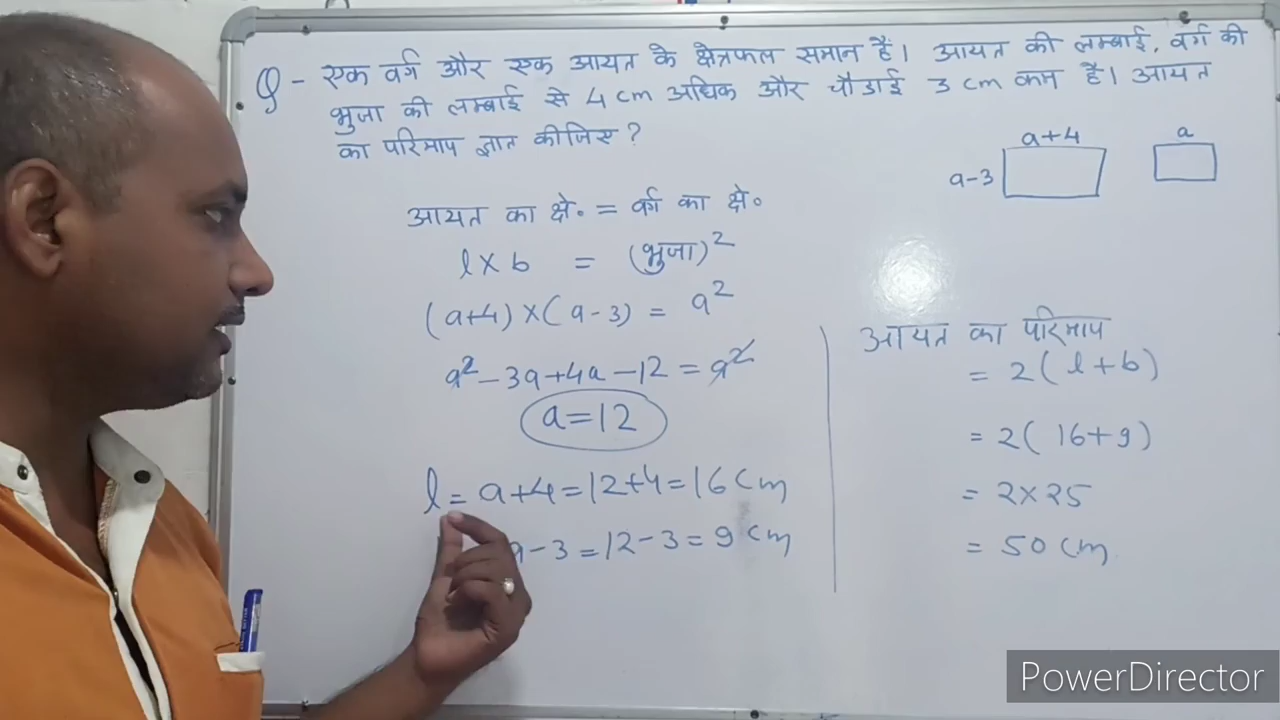 Q - एक वर्ग और एक आयत के क्षेत्रफल समान हैं। आयत की लम्बाई, वर्ग की
भुजा की लम्बाई से 4 cm अधिक और चौडाई 3 cm कम है। आयत
का परिमाप ज्ञात कीजिए ?
a+4
a
a-3
आयत का क्षे॰ = वर्ग का क्षे॰
l × b = (भुजा)²
(a+4) × (a-3) = a²
a² - 3a + 4a - 12 = a²
a = 12
l = a+4 = 12+4 = 16 cm
a - 3 = 12 - 3 = 9 cm
आयत का परिमाप
= 2 ( l + b )
= 2 ( 16 + 9 )
= 2 × 25
= 50 cm
PowerDirector